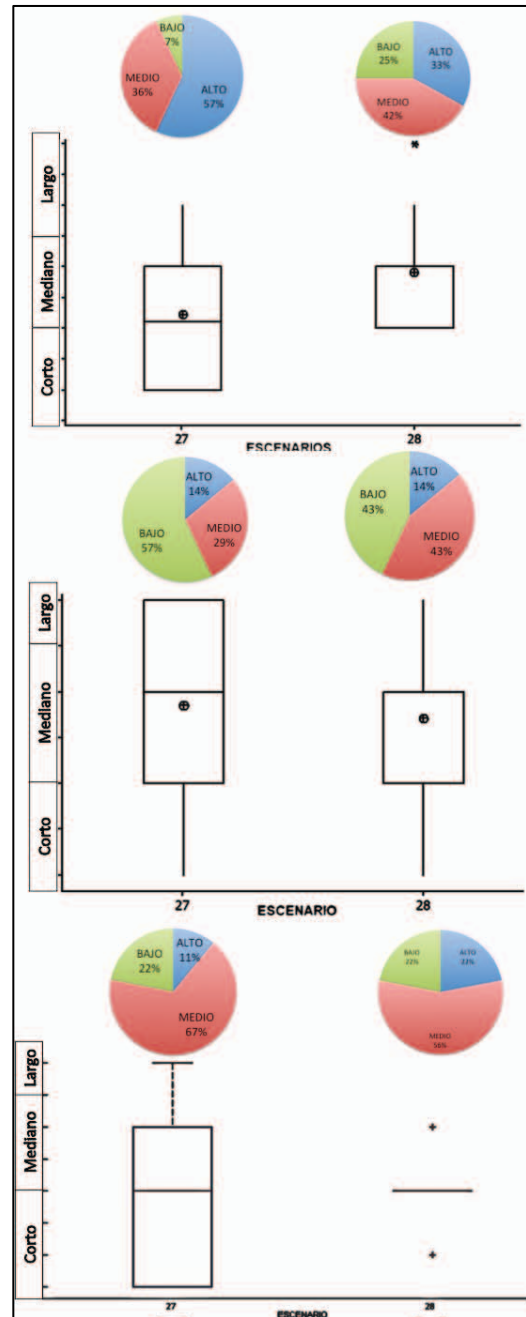 BAJO
7%
MEDIO
36%
ALTO
57%
BAJO
25%
ALTO
33%
MEDIO
42%
Largo
Mediano
Corto
27
28
ESCENARIOS
ALTO
14%
BAJO
57%
MEDIO
29%
ALTO
14%
BAJO
43%
MEDIO
43%
Largo
Mediano
Corto
27
28
ESCENARIO
BAJO
22%
ALTO
11%
MEDIO
67%
BAJO
22%
ALTO
22%
MEDIO
56%
Largo
Mediano
Corto
27
28
ESCENARIO